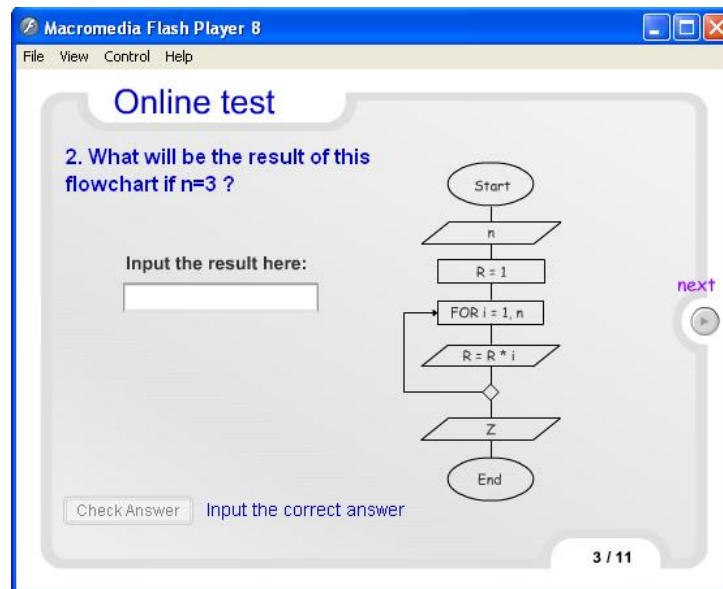 Macromedia Flash Player 8
File View Control Help
Online test
2. What will be the result of this
flowchart if n=3 ?
Input the result here:
Start
n
R = 1
FOR i = 1, n
R = R * i
Z
End
next
Check Answer
Input the correct answer
3 / 11